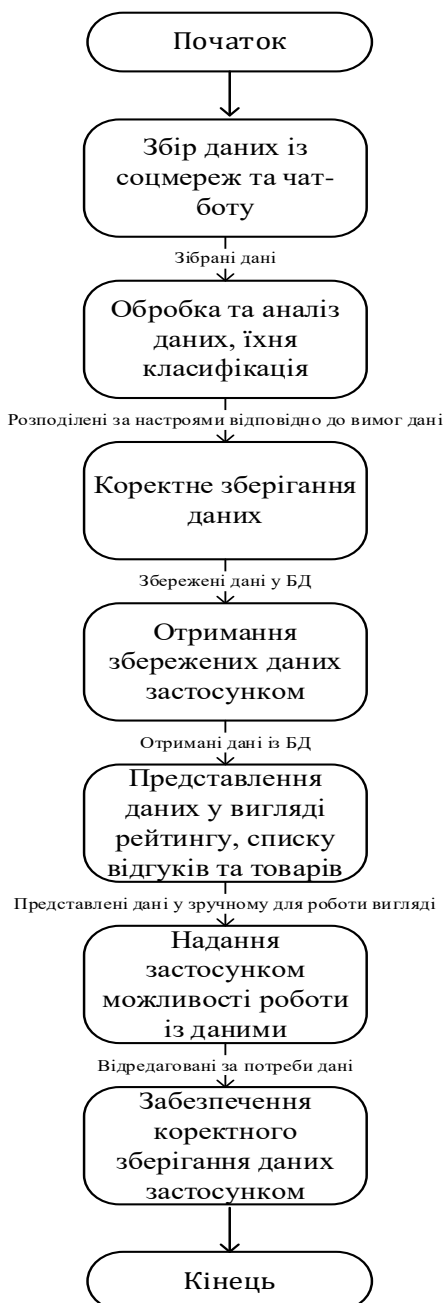 Початок
Збір даних із
соцмереж та чат-
боту
Зібрані дані
Обробка та аналіз
даних, їхня
класифікація
Розподілені за настроями відповідно до вимог дані
Коректне зберігання
даних
Збережені дані у БД
Отримання
збережених даних
застосунком
Отримані дані із БД
Представлення
даних у вигляді
рейтингу, списку
відгуків та товарів
Представлені дані у зручному для роботи вигляді
Надання
застосунком
можливості роботи
із даними
Відредаговані за потреби дані
Забезпечення
коректного
зберігання даних
застосунком
Кінець